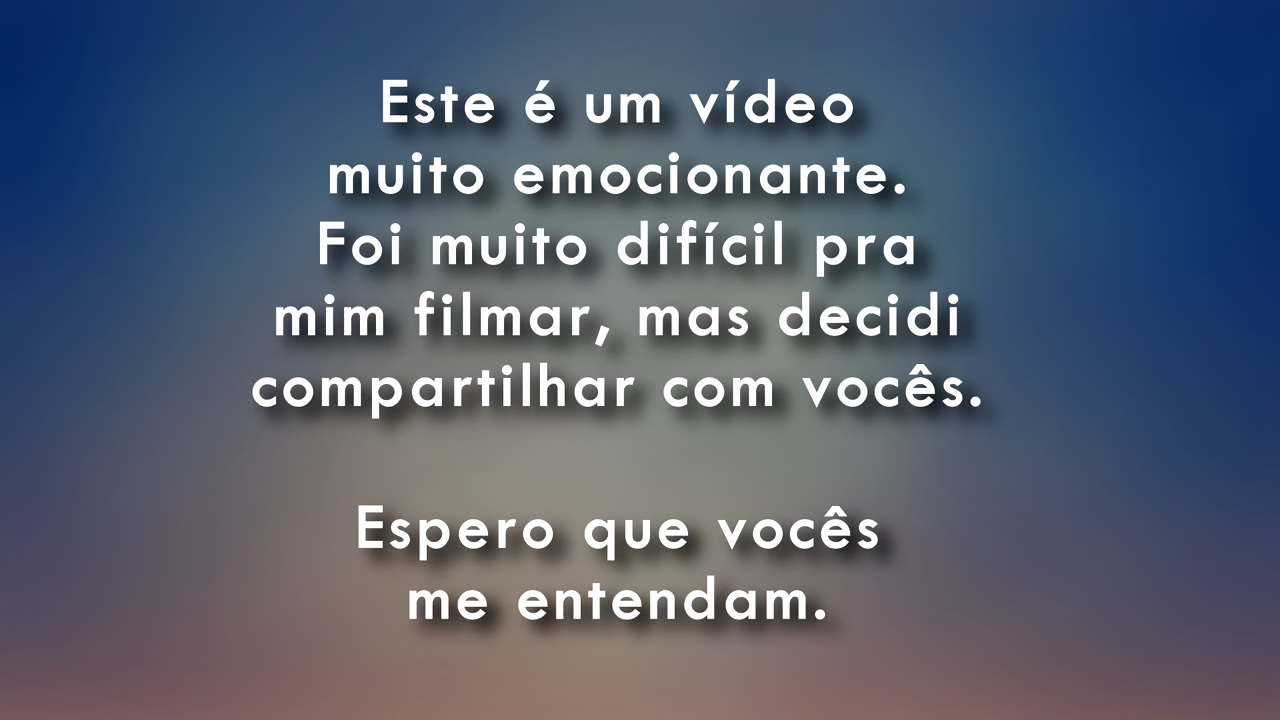 Este é um vídeo
muito emocionante.
Foi muito difícil pra
mim filmar, mas decidi
compartilhar com vocês.
Espero que vocês
me entendam.